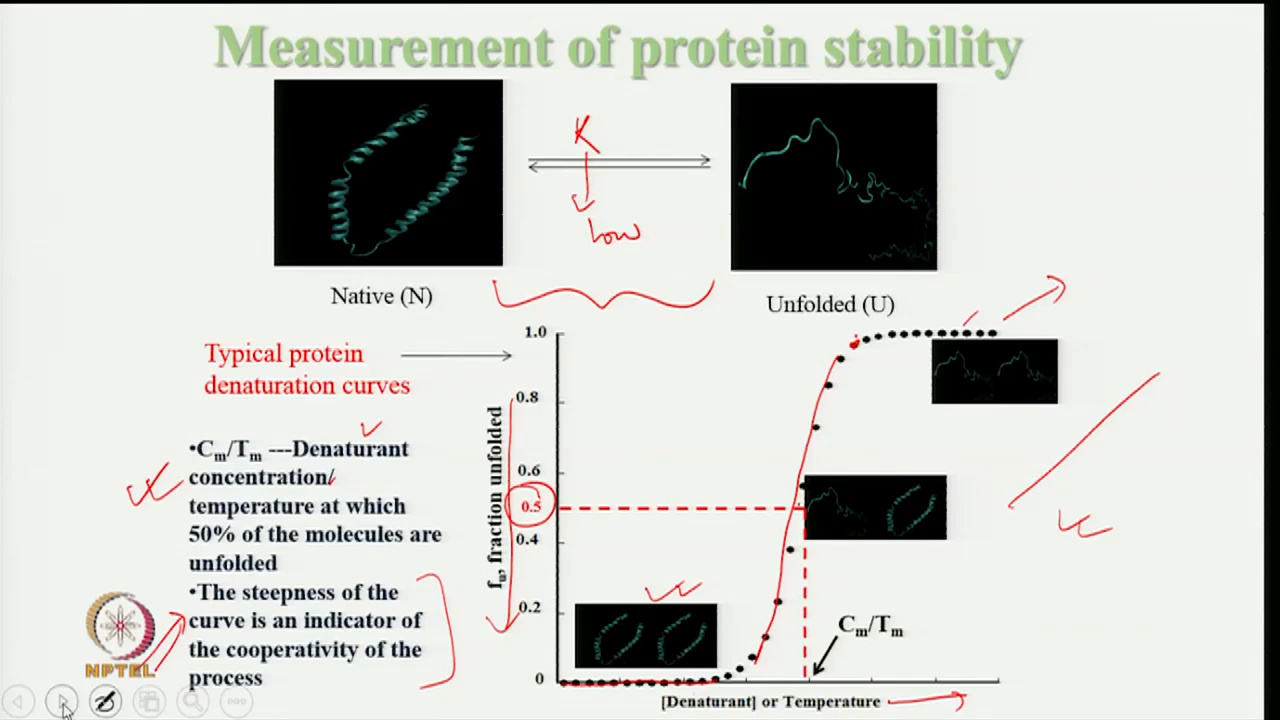 Measurement of protein stability
K
Low
Native (N)
Unfolded (U)
Typical protein
denaturation curves
•Cm/Tm ---Denaturant
concentration/
temperature at which
50% of the molecules are
unfolded
•The steepness of the
curve is an indicator of
the cooperativity of the
process
fu, fraction unfolded
1.0
0.8
0.6
0.5
0.4
0.2
0
Cm/Tm
[Denaturant] or Temperature
NPTEL